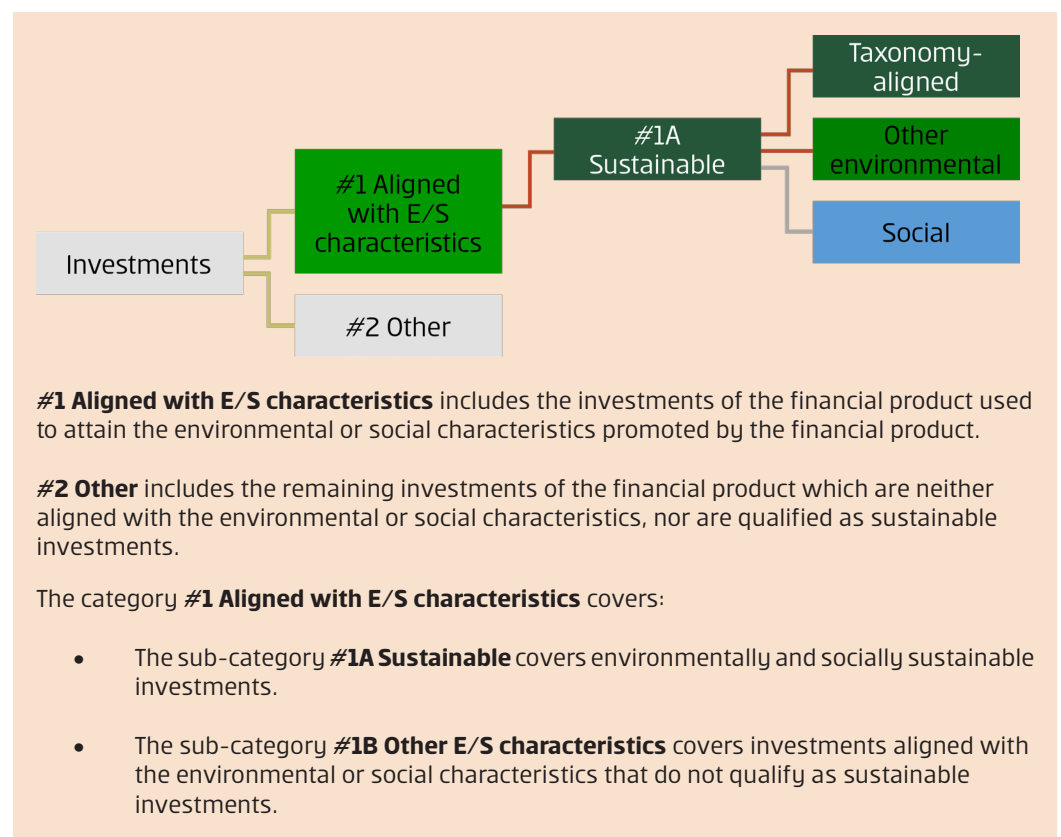 Taxonomy-
aligned
#1A
Sustainable
Other
environmental
#1 Aligned
with E/S
characteristics
Social
Investments
#2 Other
#1 Aligned with E/S characteristics includes the investments of the financial product used
to attain the environmental or social characteristics promoted by the financial product.
#2 Other includes the remaining investments of the financial product which are neither
aligned with the environmental or social characteristics, nor are qualified as sustainable
investments.
The category #1 Aligned with E/S characteristics covers:
• The sub-category #1A Sustainable covers environmentally and socially sustainable
investments.
• The sub-category #1B Other E/S characteristics covers investments aligned with
the environmental or social characteristics that do not qualify as sustainable
investments.